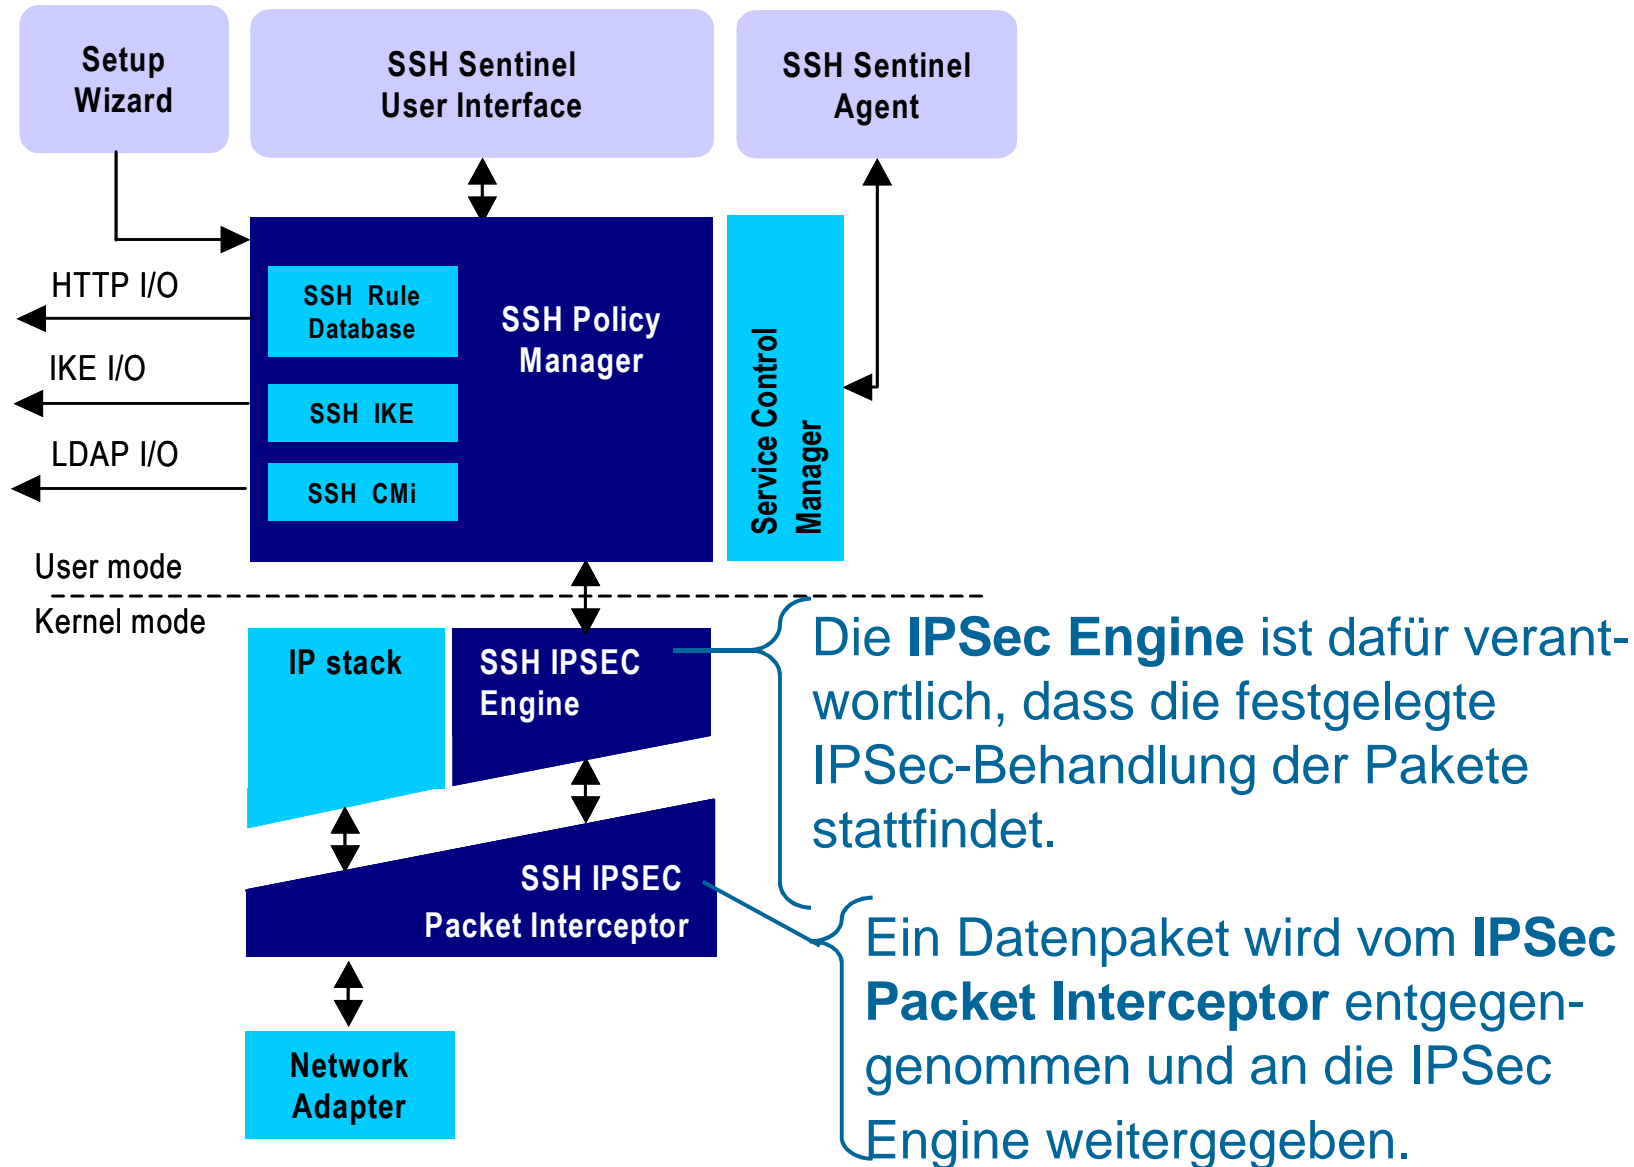 Setup
Wizard
SSH Sentinel
User Interface
SSH Sentinel
Agent
HTTP I/O
IKE I/O
LDAP I/O
SSH Rule
Database
SSH IKE
SSH CMi
SSH Policy
Manager
Service Control
Manager
User mode
Kernel mode
IP stack
SSH IPSEC
Engine
SSH IPSEC
Packet Interceptor
Network
Adapter
Die IPSec Engine ist dafür verant-
wortlich, dass die festgelegte
IPSec-Behandlung der Pakete
stattfindet.
Ein Datenpaket wird vom IPSec
Packet Interceptor entgegen-
genommen und an die IPSec
Engine weitergegeben.